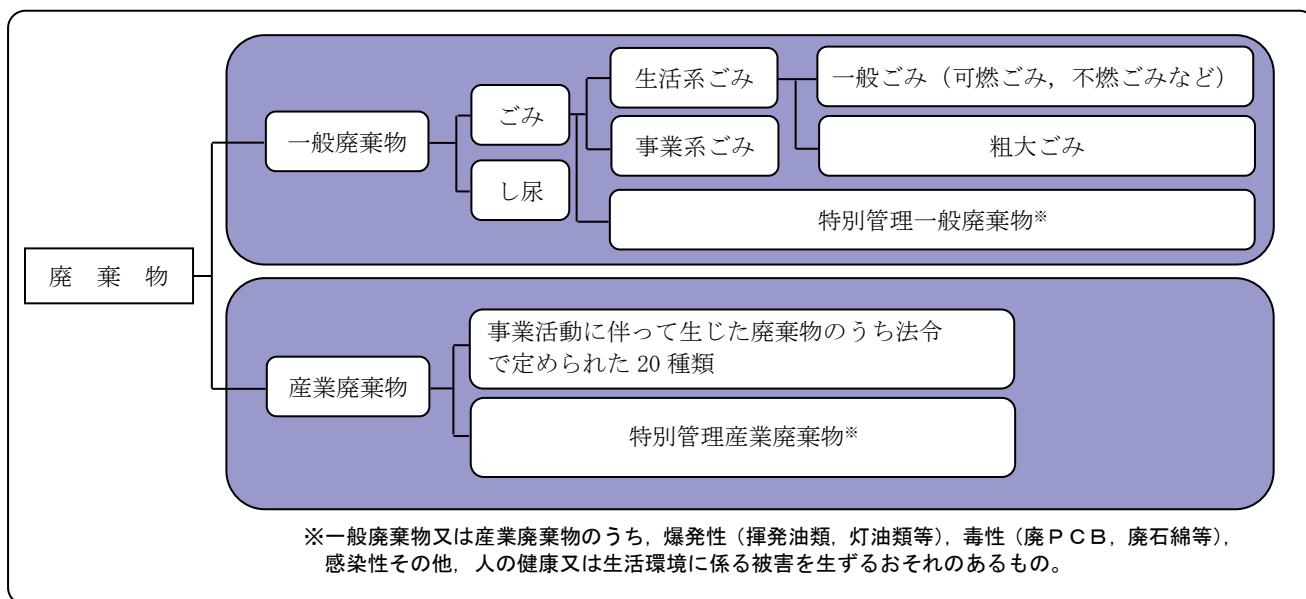 廃 棄 物
一般廃棄物
ごみ
し尿
生活系ごみ
事業系ごみ
一般ごみ（可燃ごみ，不燃ごみなど）
粗大ごみ
特別管理一般廃棄物※
産業廃棄物
事業活動に伴って生じた廃棄物のうち法令
で定められた 20 種類
特別管理産業廃棄物※
※一般廃棄物又は産業廃棄物のうち，爆発性（揮発油類，灯油類等），毒性（廃ＰＣＢ，廃石綿等），
感染性その他，人の健康又は生活環境に係る被害を生ずるおそれのあるもの。